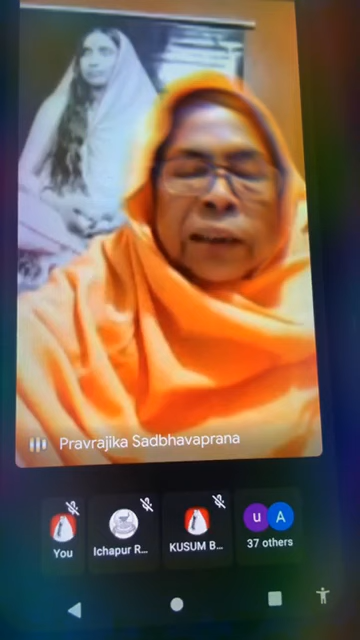 Pravrajika Sadbhavaprana
You
Ichapur R...
KUSUM B...
u A
37 others